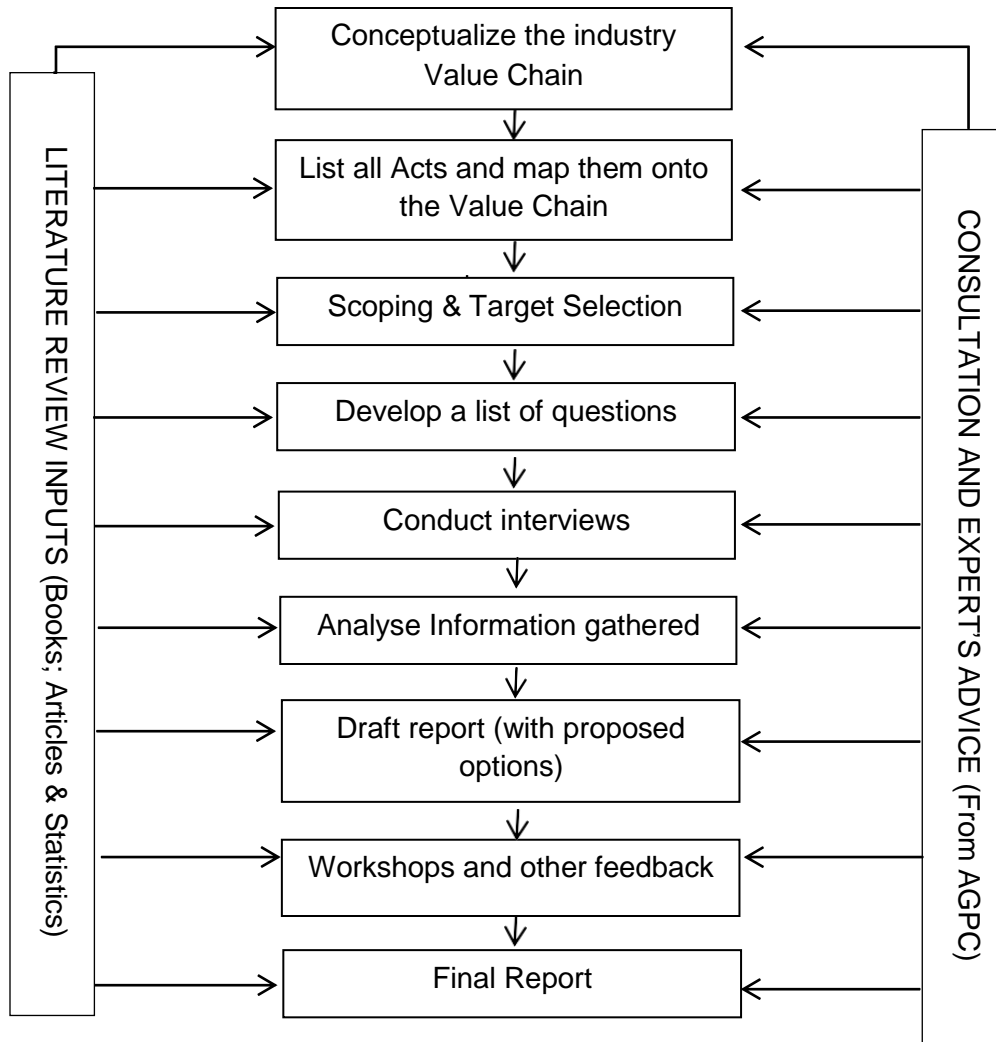 Conceptualize the industry
Value Chain
List all Acts and map them onto
the Value Chain
Scoping & Target Selection
Develop a list of questions
Conduct interviews
Analyse Information gathered
Draft report (with proposed
options)
Workshops and other feedback
Final Report
LITERATURE REVIEW INPUTS (Books; Articles & Statistics)
CONSULTATION AND EXPERT'S ADVICE (From AGPC)